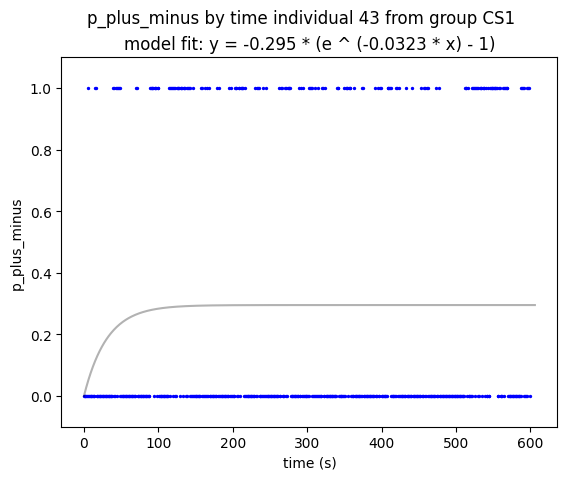 p_plus_minus by time individual 43 from group CS1
model fit: y = -0.295 * (e ^ (-0.0323 * x) - 1)
1.0
0.8
0.6
0.4
0.2
0.0
p_plus_minus
0 100 200 300 400 500 600
time (s)